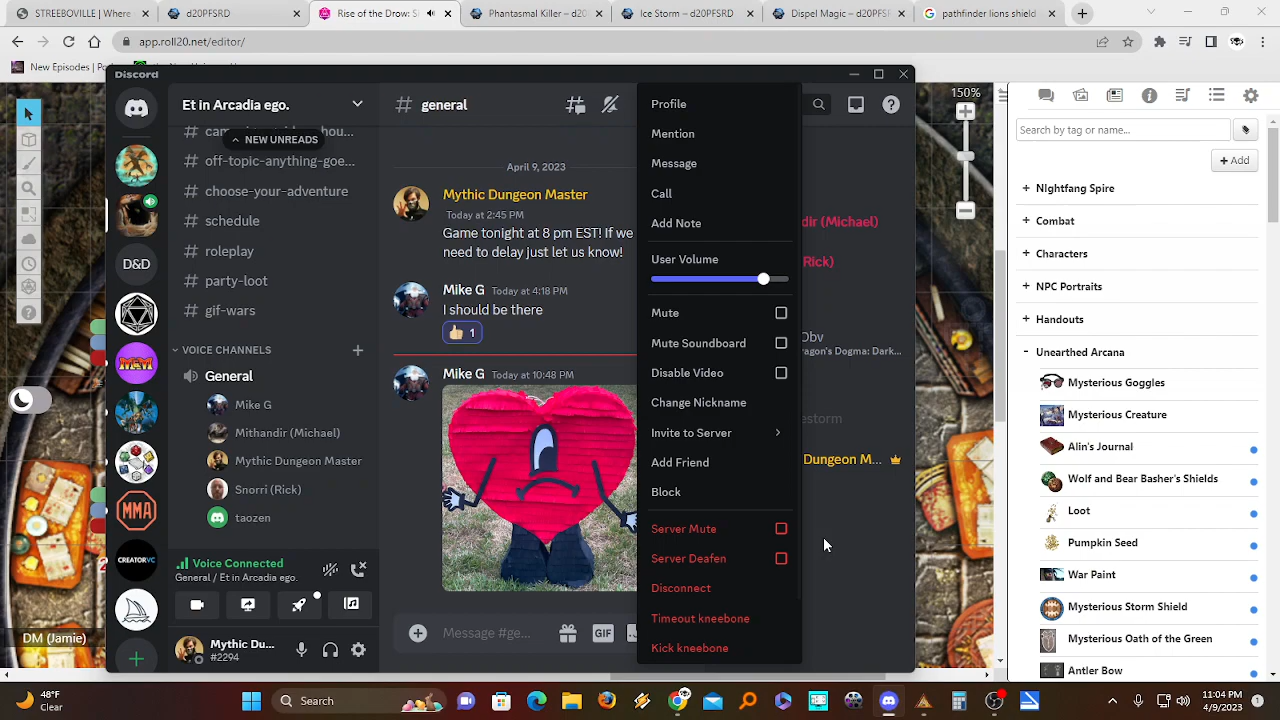 d20PFSRD
d20PFSRD
Rise of the Drow: S
Phantasmal Killer – d20
Ice Storm – d20PFSRD
Dispel Magic – d20PFSR
finding handouts in
app.roll20.net/editor/
New Episodes | Po
Discord
Et in Arcadia ego.
general
150%
NEW UNREADS
off-topic-anything-goe...
choose-your-adventure
schedule
roleplay
party-loot
gif-wars
VOICE CHANNELS
General
Mike G
Mithandir (Michael)
Mythic Dungeon Master
Snorri (Rick)
taozen
Voice Connected
General / Et in Arcadia ego.
Mythic Du...
#2294
D&D
MMA
CREATORVC
April 9, 2023
Mythic Dungeon Master
Today at 2:45 PM
Game tonight at 8 pm EST! If we
need to delay just let us know!
Mike G Today at 4:18 PM
I should be there
1
Mike G Today at 10:48 PM
Message #ge...
GIF
Profile
Mention
Message
Call
Add Note
User Volume
Mute
Mute Soundboard
Disable Video
Change Nickname
Invite to Server
Add Friend
Block
Server Mute
Server Deafen
Disconnect
Timeout kneebone
Kick kneebone
dir (Michael)
Rick)
Obv
ragon's Dogma: Dark...
estorm
Dungeon M...
Search by tag or name...
+ Add
NIghtfang Spire
Combat
Characters
NPC Portraits
Handouts
Unearthed Arcana
Mysterious Goggles
Mysterious Creature
Alin's Journal
Wolf and Bear Basher's Shields
Loot
Pumpkin Seed
War Paint
Mysterious Storm Shield
Mysterious Oath of the Green
Antler Bow
DM (Jamie)
48°F
Clear
Search
11:04 PM
4/9/2023